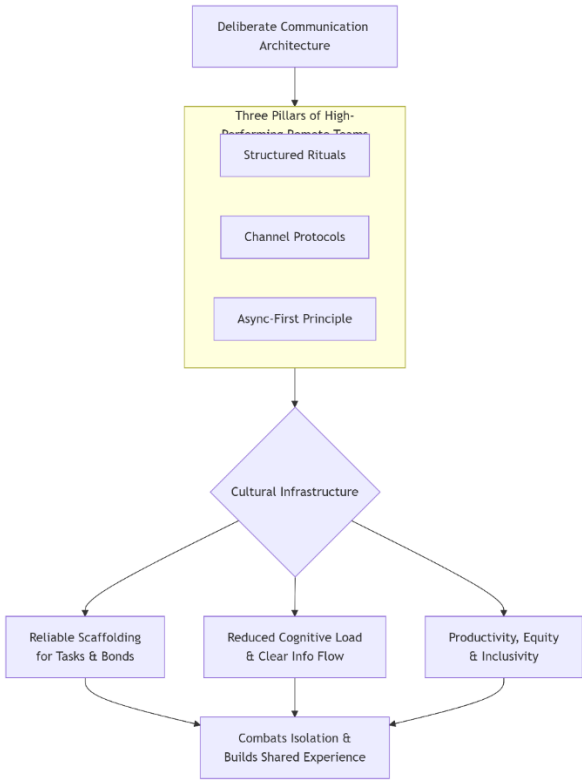 Deliberate Communication
Architecture
Three Pillars of High-
Performing Remote Teams
Structured Rituals
Channel Protocols
Async-First Principle
Cultural Infrastructure
Reliable Scaffolding
for Tasks & Bonds
Reduced Cognitive Load
& Clear Info Flow
Productivity, Equity
& Inclusivity
Combats Isolation &
Builds Shared Experience